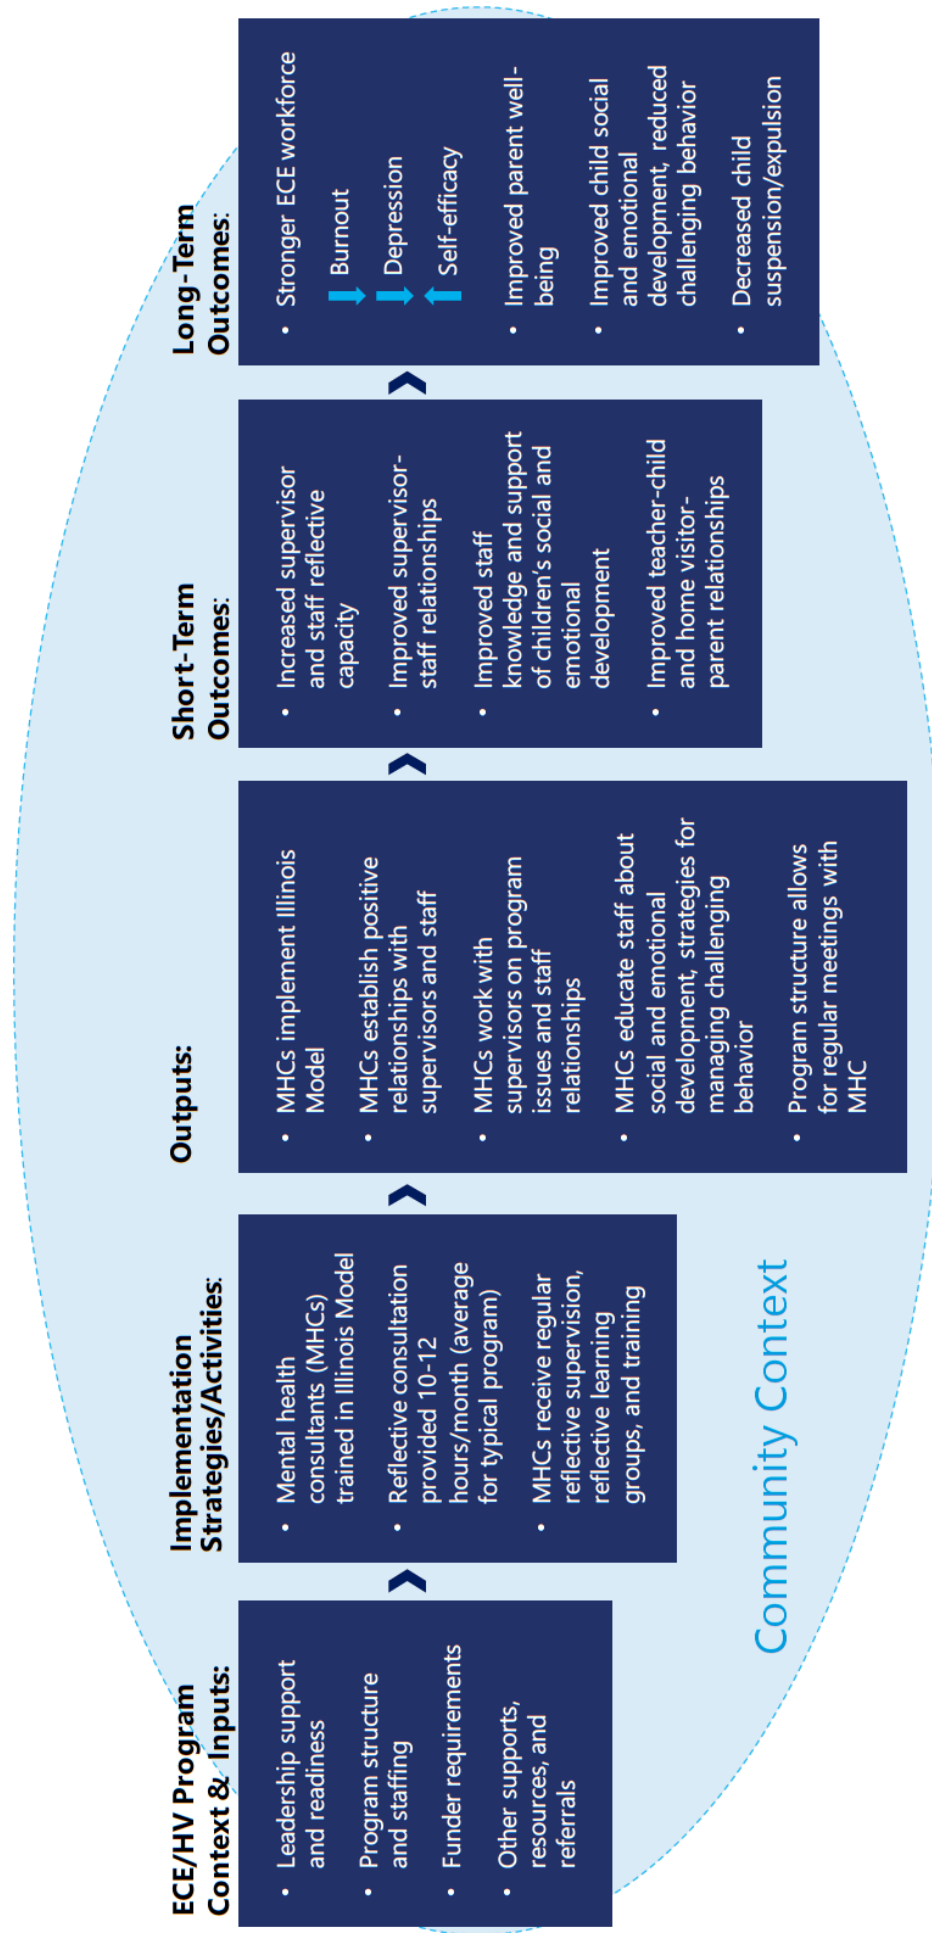 ECE/HV Program
Context & Inputs:
• Leadership support
and readiness
• Program structure
and staffing
• Funder requirements
• Other supports,
resources, and
referrals
Implementation
Strategies/Activities:
• Mental health
consultants (MHCs)
trained in Illinois Model
• Reflective consultation
provided 10-12
hours/month (average
for typical program)
• MHCs receive regular
reflective supervision,
reflective learning
groups, and training
Outputs:
• MHCs implement Illinois
Model
• MHCs establish positive
relationships with
supervisors and staff
• MHCs work with
supervisors on program
issues and staff
relationships
• MHCs educate staff about
social and emotional
development, strategies for
managing challenging
behavior
• Program structure allows
for regular meetings with
MHC
Short-Term
Outcomes:
• Increased supervisor
and staff reflective
capacity
• Improved supervisor-
staff relationships
• Improved staff
knowledge and support
of children's social and
emotional
development
• Improved teacher-child
and home visitor-
parent relationships
Long-Term
Outcomes:
• Stronger ECE workforce
Burnout
Depression
Self-efficacy
• Improved parent well-
being
• Improved child social
and emotional
development, reduced
challenging behavior
• Decreased child
suspension/expulsion
Community Context